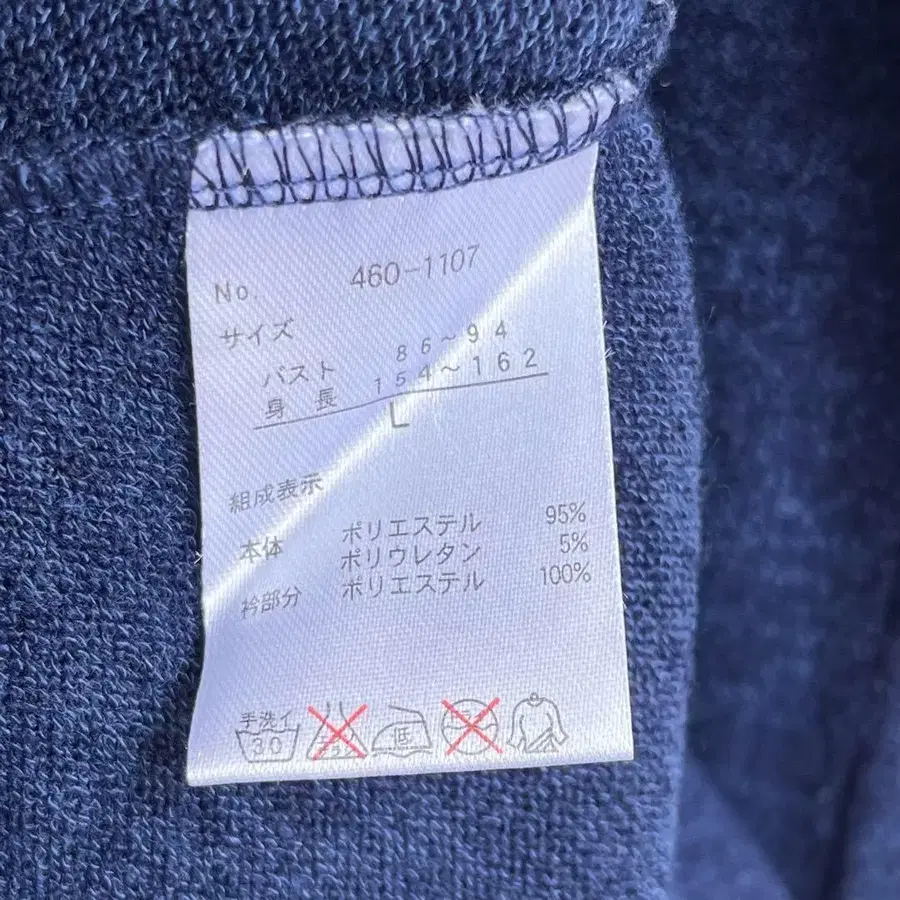 No. 460-1107
サイズ
バスト 86~94
身長 154~162
L
組成表示
本体 ポリエステル 95%
ポリウレタン 5%
衿部分 ポリエステル 100%
手洗イ
30
低